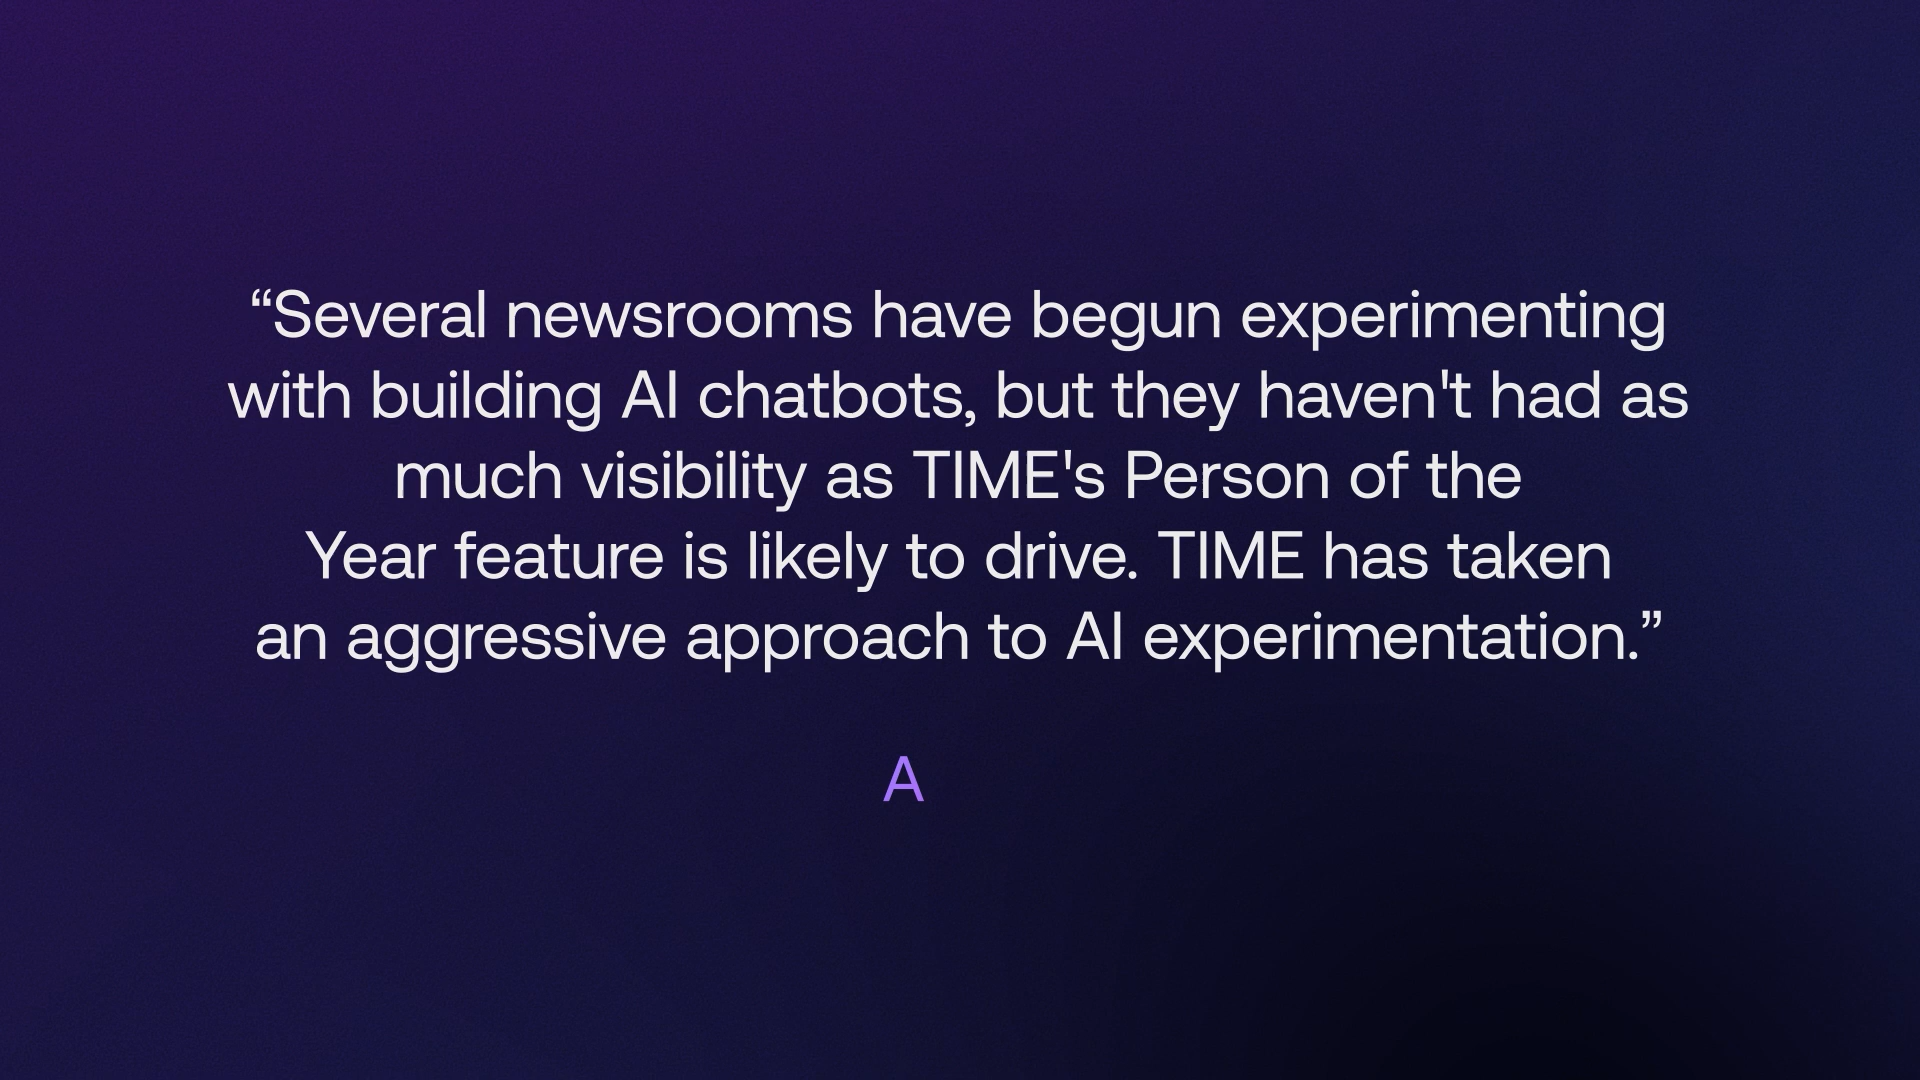 “Several newsrooms have begun experimenting
with building AI chatbots, but they haven't had as
much visibility as TIME's Person of the
Year feature is likely to drive. TIME has taken
an aggressive approach to AI experimentation.”
A